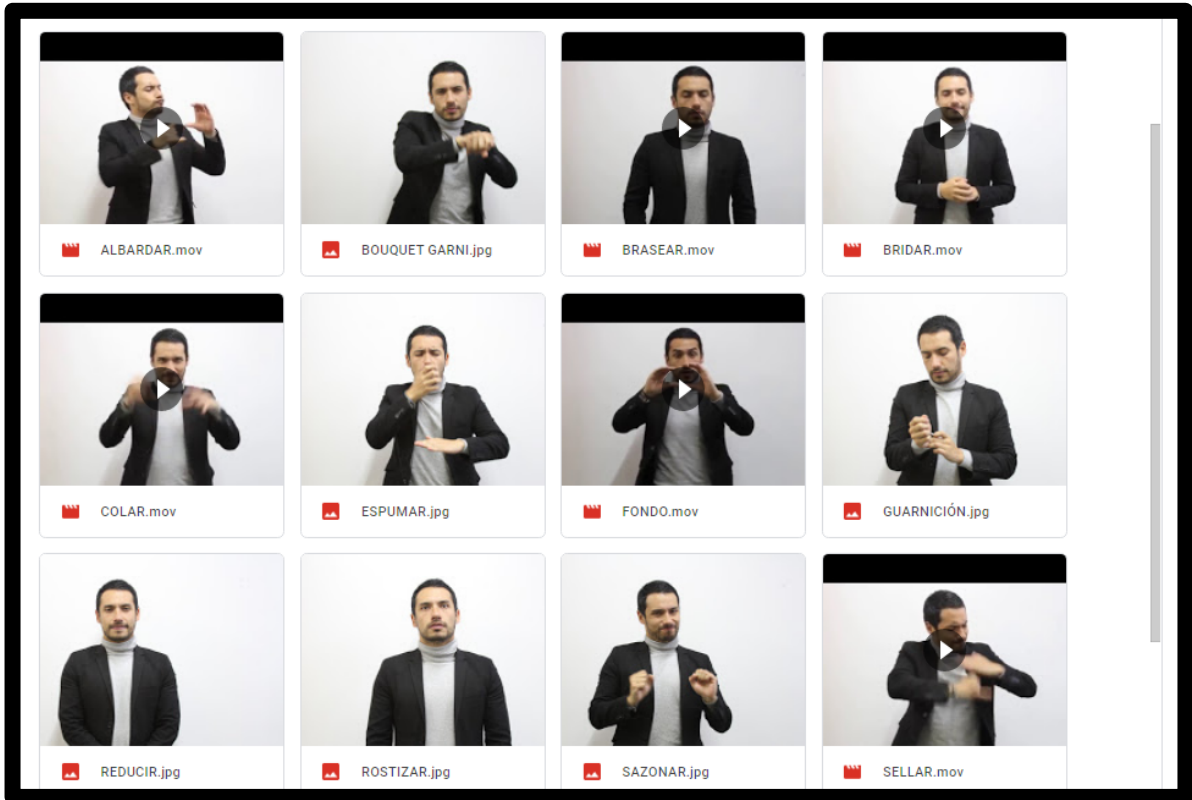 ALBARDAR.mov
BOUQUET GARNI.jpg
BRASEAR.mov
BRIDAR.mov
COLAR.mov
ESPUMAR.jpg
FONDO.mov
GUARNICIÓN.jpg
REDUCIR.jpg
ROSTIZAR.jpg
SAZONAR.jpg
SELLAR.mov